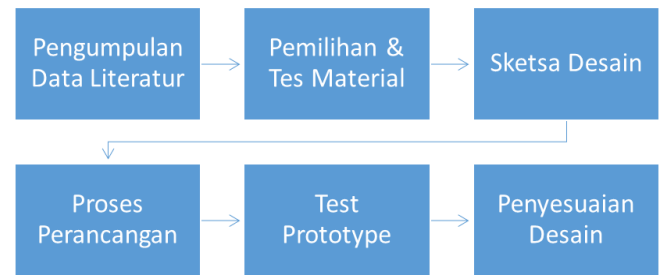 Pengumpulan
Data Literatur
Pemilihan &
Tes Material
Sketsa Desain
Proses
Perancangan
Test
Prototype
Penyesuaian
Desain